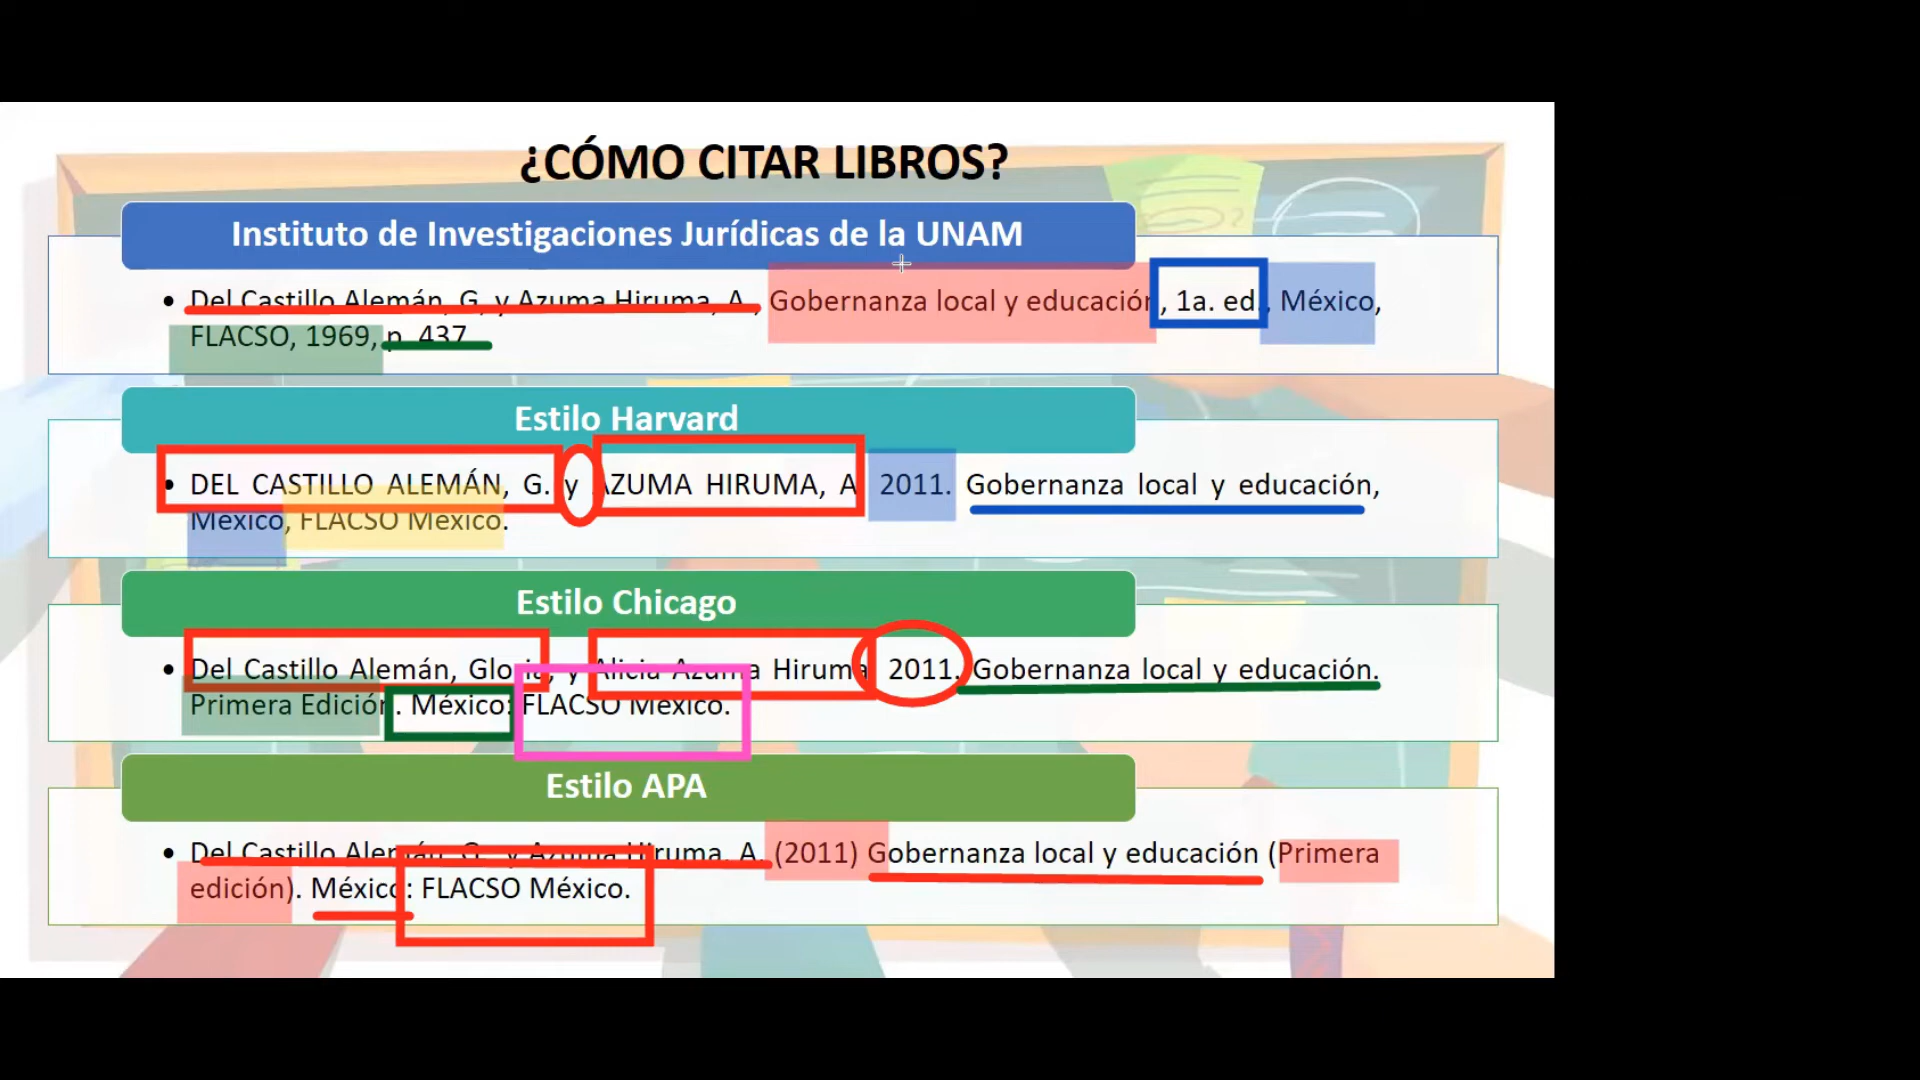 ¿CÓMO CITAR LIBROS?
Instituto de Investigaciones Jurídicas de la UNAM
• Del Castillo Alemán, G, y Azuma Hiruma, A, Gobernanza local y educación, 1a. ed., México,
FLACSO, 1969, p. 437
Estilo Harvard
• DEL CASTILLO ALEMÁN, G. y AZUMA HIRUMA, A 2011. Gobernanza local y educación,
México, FLACSO México.
Estilo Chicago
• Del Castillo Alemán, Gloria, y Alicia Azuma Hiruma 2011. Gobernanza local y educación.
Primera Edición. México: FLACSO México.
Estilo APA
• Del Castillo Alemán, G., y Azuma Hiruma, A. (2011) Gobernanza local y educación (Primera
edición). México: FLACSO México.